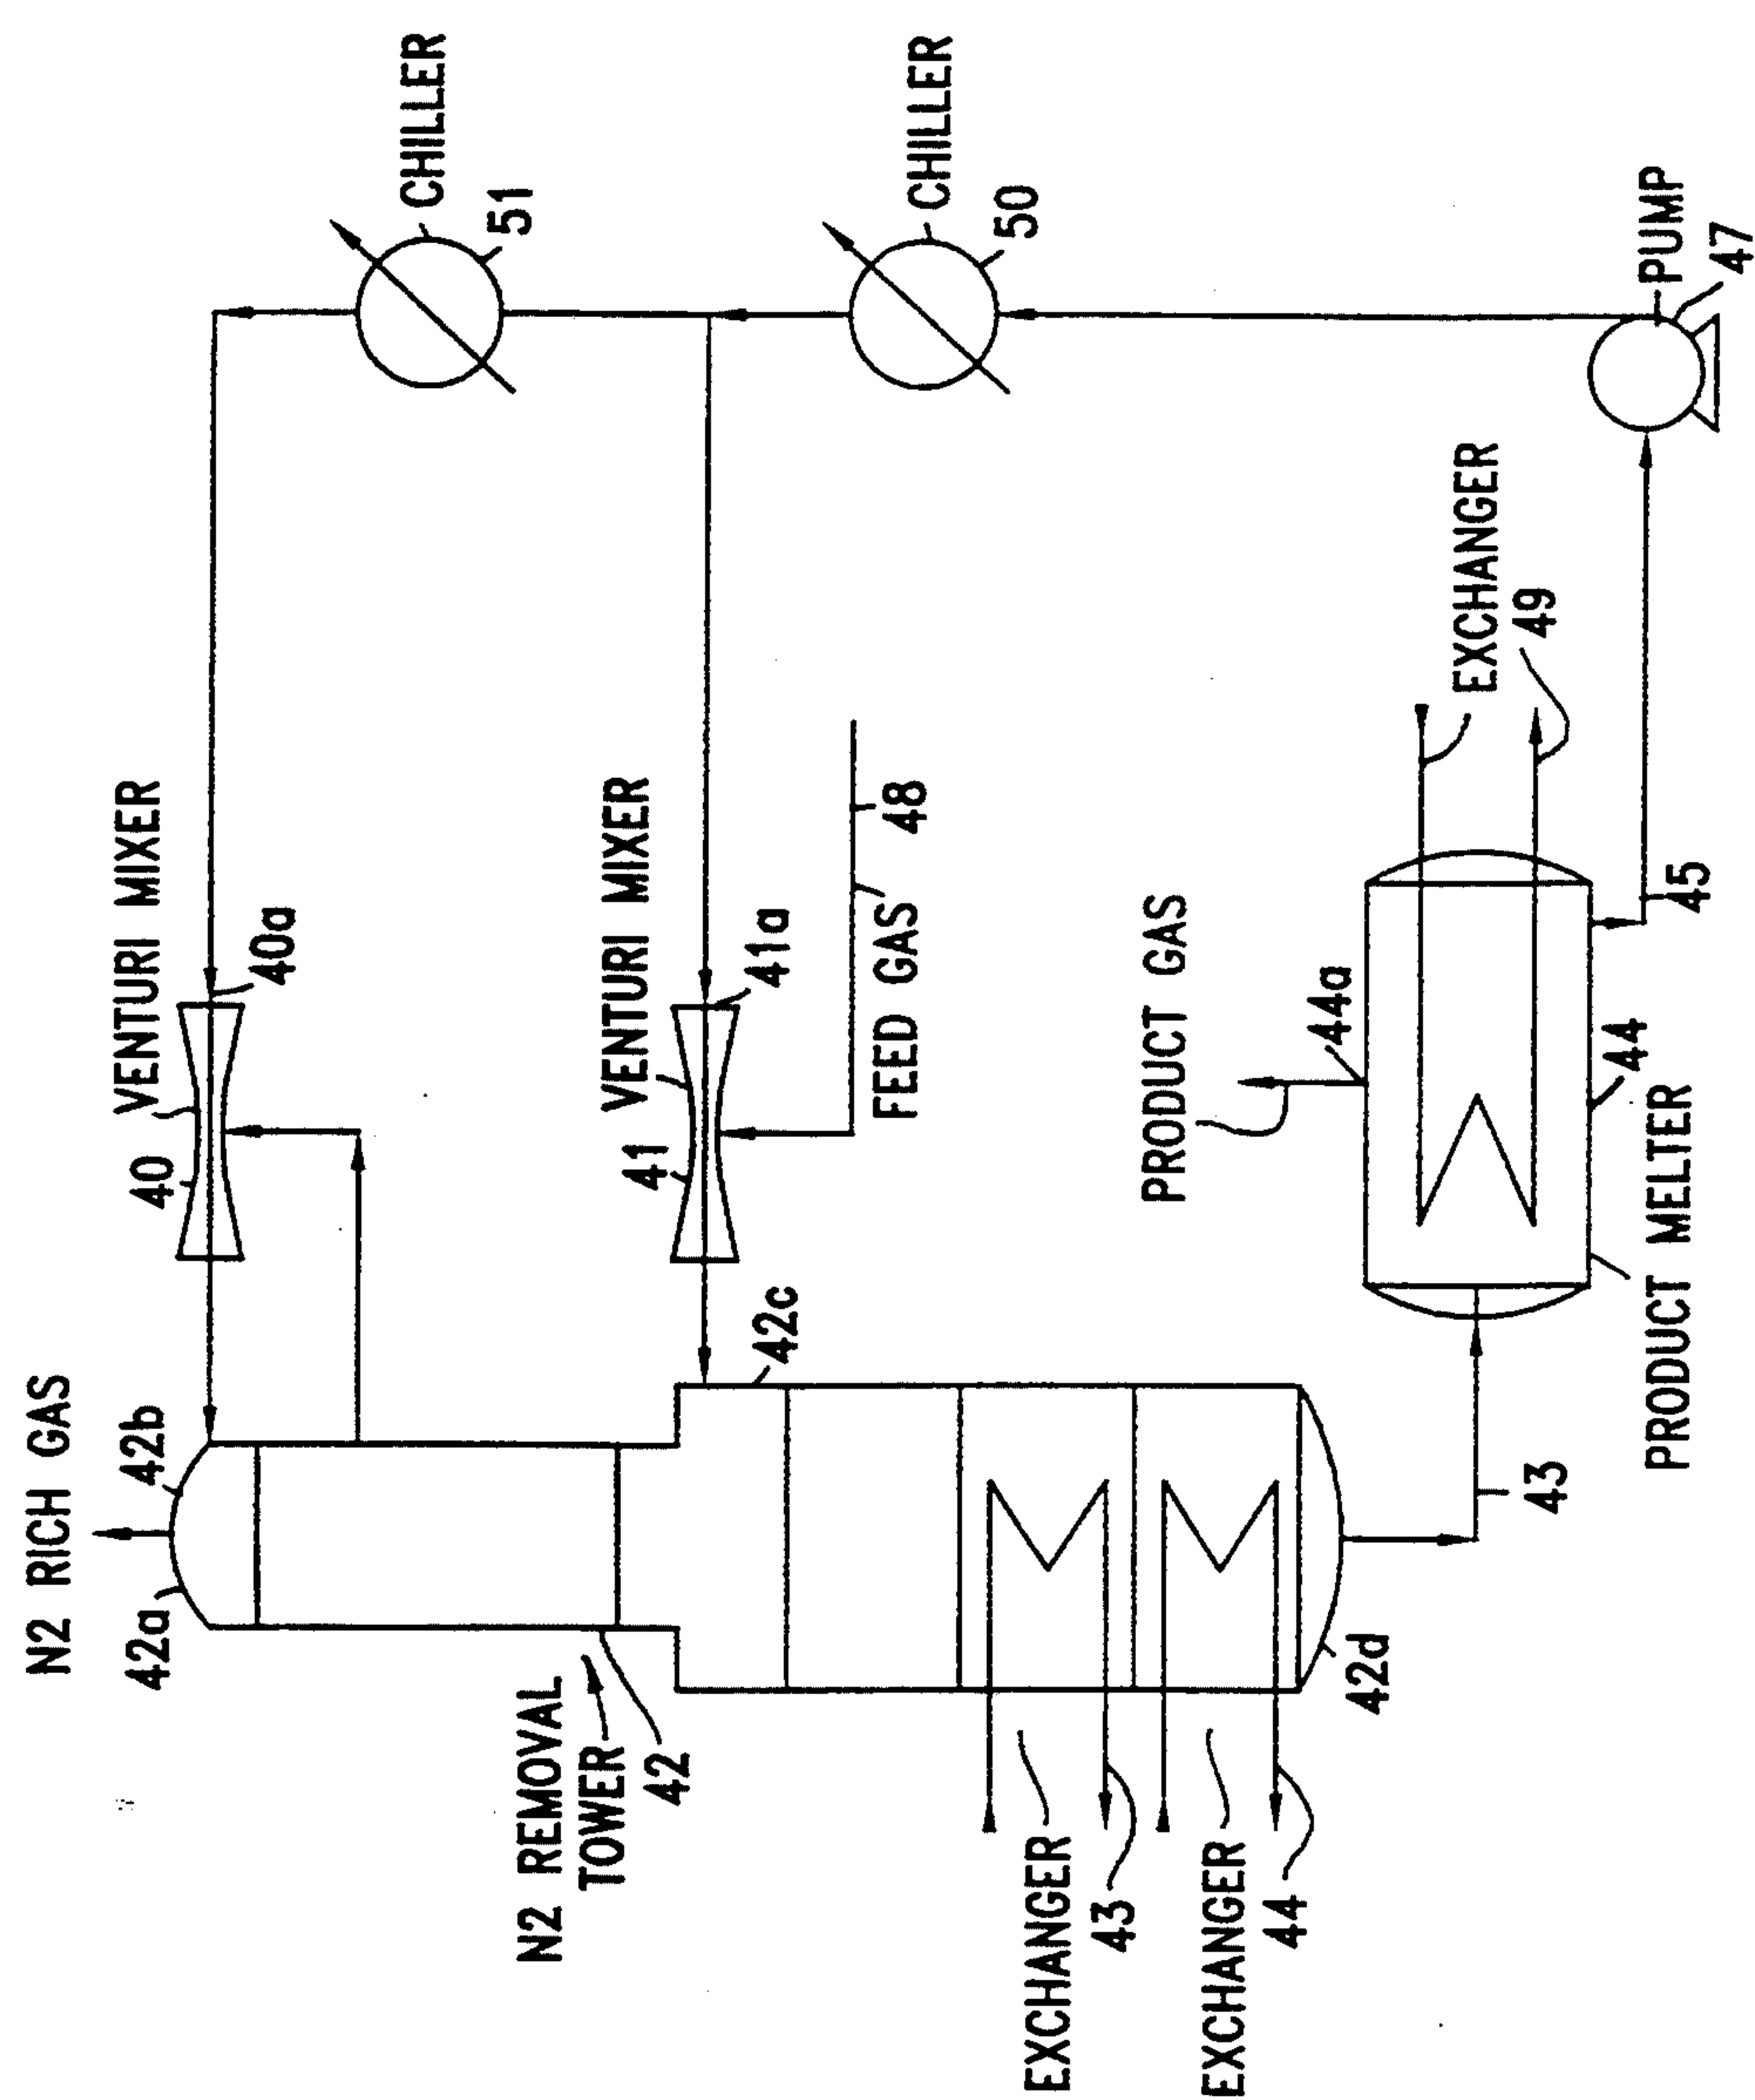 N2 RICH GAS
42a
42b
VENTURI MIXER
40
40a
CHILLER
51
N2 REMOVAL
TOWER
42
42c
VENTURI MIXER
41
41a
FEED GAS
48
CHILLER
50
EXCHANGER
43
EXCHANGER
44
42d
43
PRODUCT GAS
44a
PRODUCT MELTER
44
45
EXCHANGER
49
PUMP
47